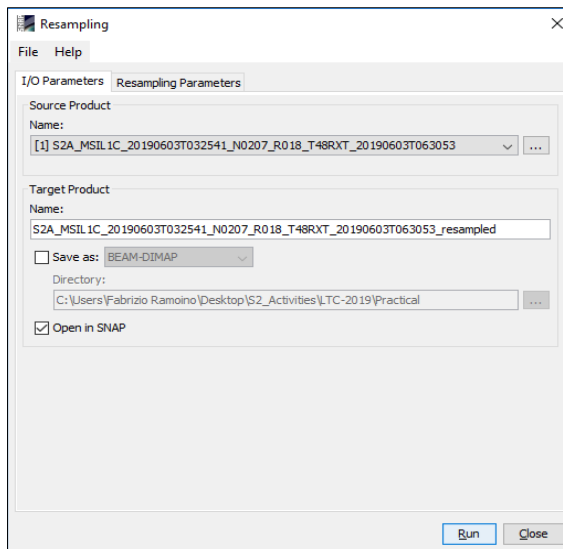 Resampling
File Help
I/O Parameters Resampling Parameters
Source Product
Name:
[1] S2A_MSIL1C_20190603T032541_N0207_R018_T48RXT_20190603T063053
...
Target Product
Name:
S2A_MSIL1C_20190603T032541_N0207_R018_T48RXT_20190603T063053_resampled
Save as: BEAM-DIMAP
Directory:
C:\Users\Fabrizio Ramoino\Desktop\S2_Activities\LTC-2019\Practical
...
Open in SNAP
Run Close